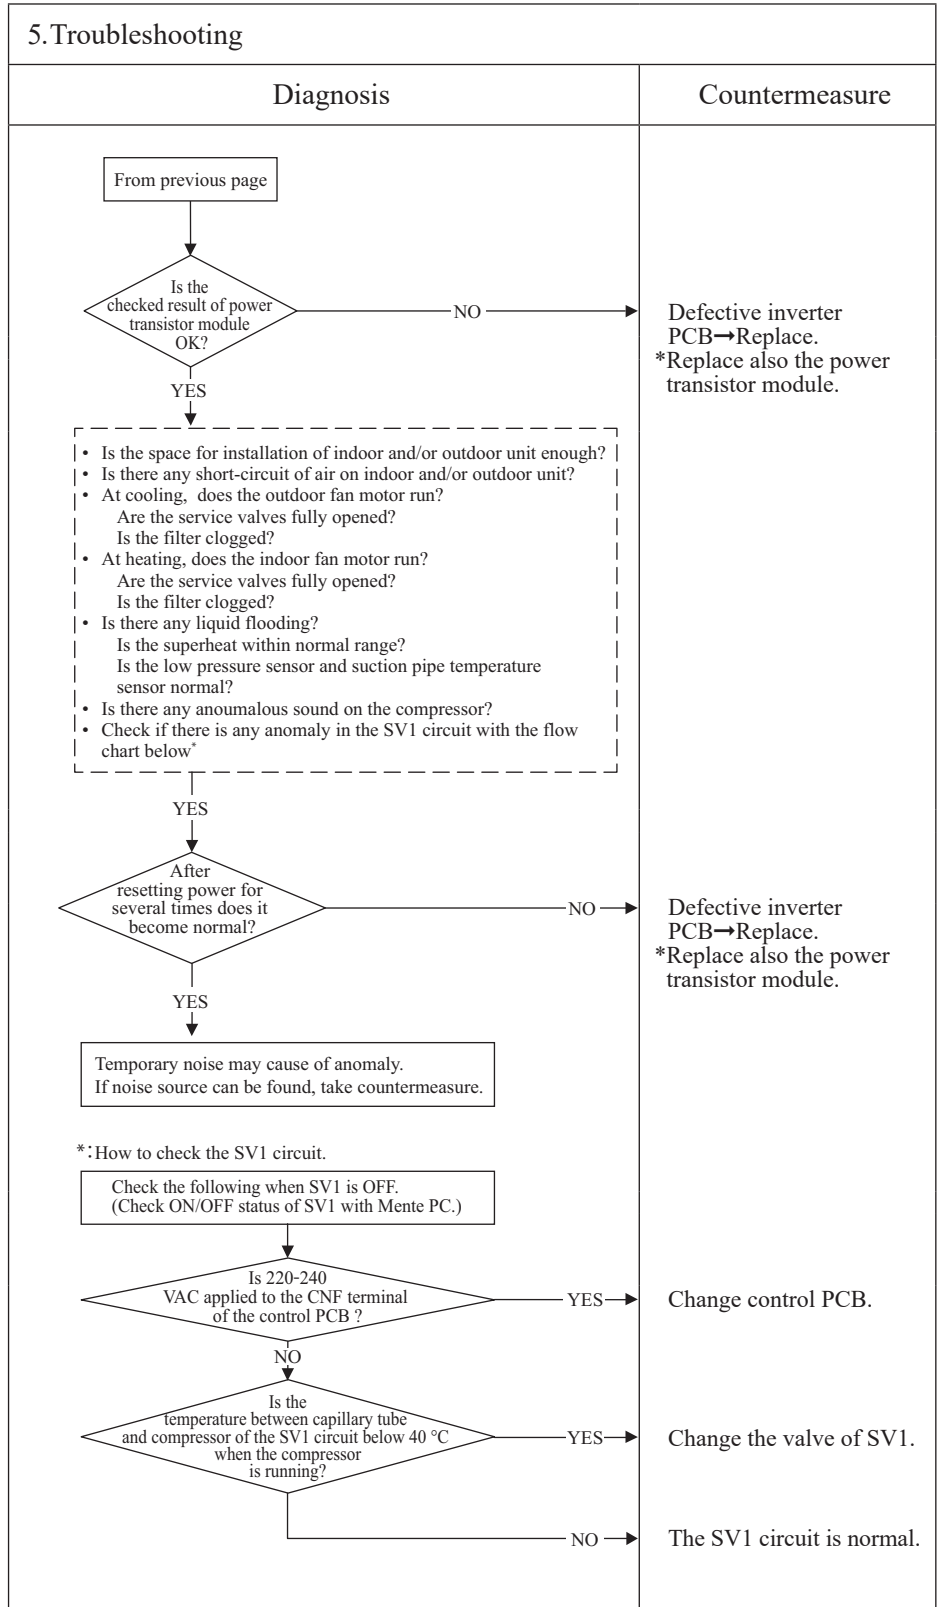 5.Troubleshooting
Diagnosis
Countermeasure
From previous page
Is the
checked result of power
transistor module
OK?
NO
Defective inverter
PCB→Replace.
*Replace also the power
transistor module.
YES
• Is the space for installation of indoor and/or outdoor unit enough?
• Is there any short-circuit of air on indoor and/or outdoor unit?
• At cooling, does the outdoor fan motor run?
Are the service valves fully opened?
Is the filter clogged?
• At heating, does the indoor fan motor run?
Are the service valves fully opened?
Is the filter clogged?
• Is there any liquid flooding?
Is the superheat within normal range?
Is the low pressure sensor and suction pipe temperature
sensor normal?
• Is there any anoumalous sound on the compressor?
• Check if there is any anomaly in the SV1 circuit with the flow
chart below*
YES
After
resetting power for
several times does it
become normal?
NO
Defective inverter
PCB→Replace.
*Replace also the power
transistor module.
YES
Temporary noise may cause of anomaly.
If noise source can be found, take countermeasure.
*:How to check the SV1 circuit.
Check the following when SV1 is OFF.
(Check ON/OFF status of SV1 with Mente PC.)
Is 220-240
VAC applied to the CNF terminal
of the control PCB ?
YES
Change control PCB.
NO
Is the
temperature between capillary tube
and compressor of the SV1 circuit below 40 °C
when the compressor
is running?
YES
Change the valve of SV1.
NO
The SV1 circuit is normal.